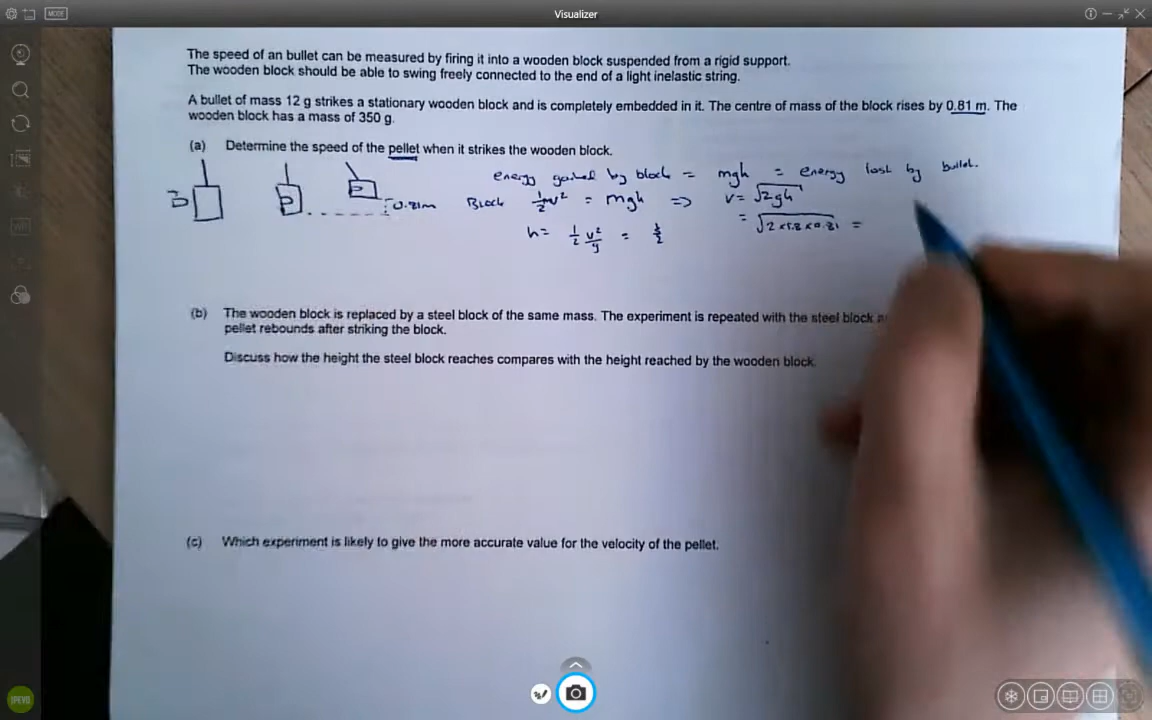 MODE
Visualizer
The speed of an bullet can be measured by firing it into a wooden block suspended from a rigid support.
The wooden block should be able to swing freely connected to the end of a light inelastic string.
A bullet of mass 12 g strikes a stationary wooden block and is completely embedded in it. The centre of mass of the block rises by 0.81 m. The
wooden block has a mass of 350 g.
(a) Determine the speed of the pellet when it strikes the wooden block.
energy gained by block = mgh = energy lost by bullet.
0.81m Block ½mv² = mgh => v = √2gh
h = ½ v²/g =
= √2 × 9.8 × 0.81 =
(b) The wooden block is replaced by a steel block of the same mass. The experiment is repeated with the steel block
pellet rebounds after striking the block.
Discuss how the height the steel block reaches compares with the height reached by the wooden block.
(c) Which experiment is likely to give the more accurate value for the velocity of the pellet.
IPEVO